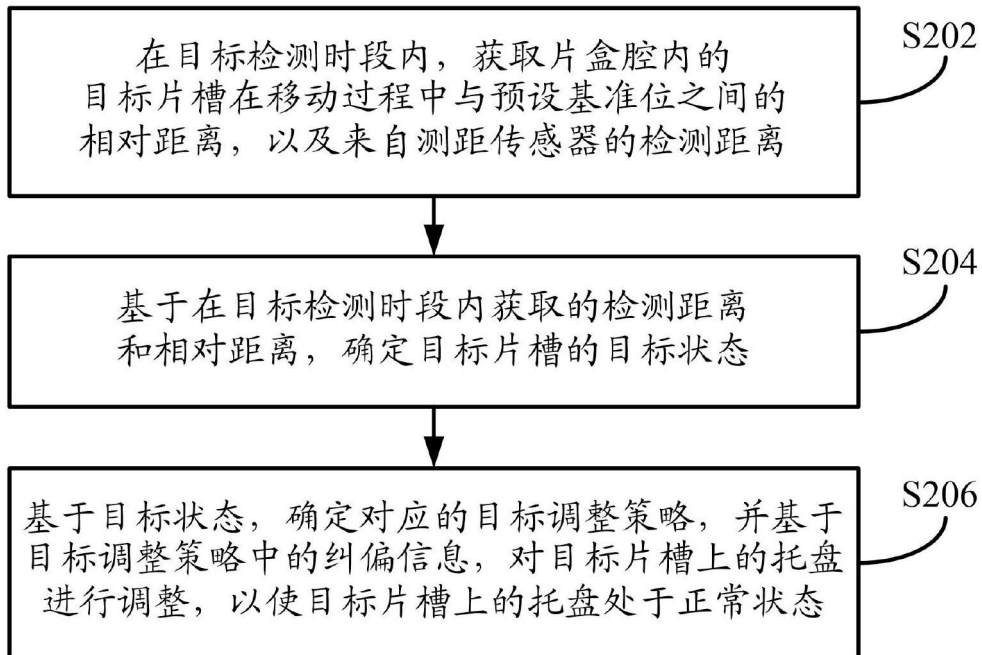 在目标检测时段内，获取片盒腔内的
目标片槽在移动过程中与预设基准位之间的
相对距离，以及来自测距传感器的检测距离
S202
基于在目标检测时段内获取的检测距离
和相对距离，确定目标片槽的目标状态
S204
基于目标状态，确定对应的目标调整策略，并基于
目标调整策略中的纠偏信息，对目标片槽上的托盘
进行调整，以使目标片槽上的托盘处于正常状态
S206